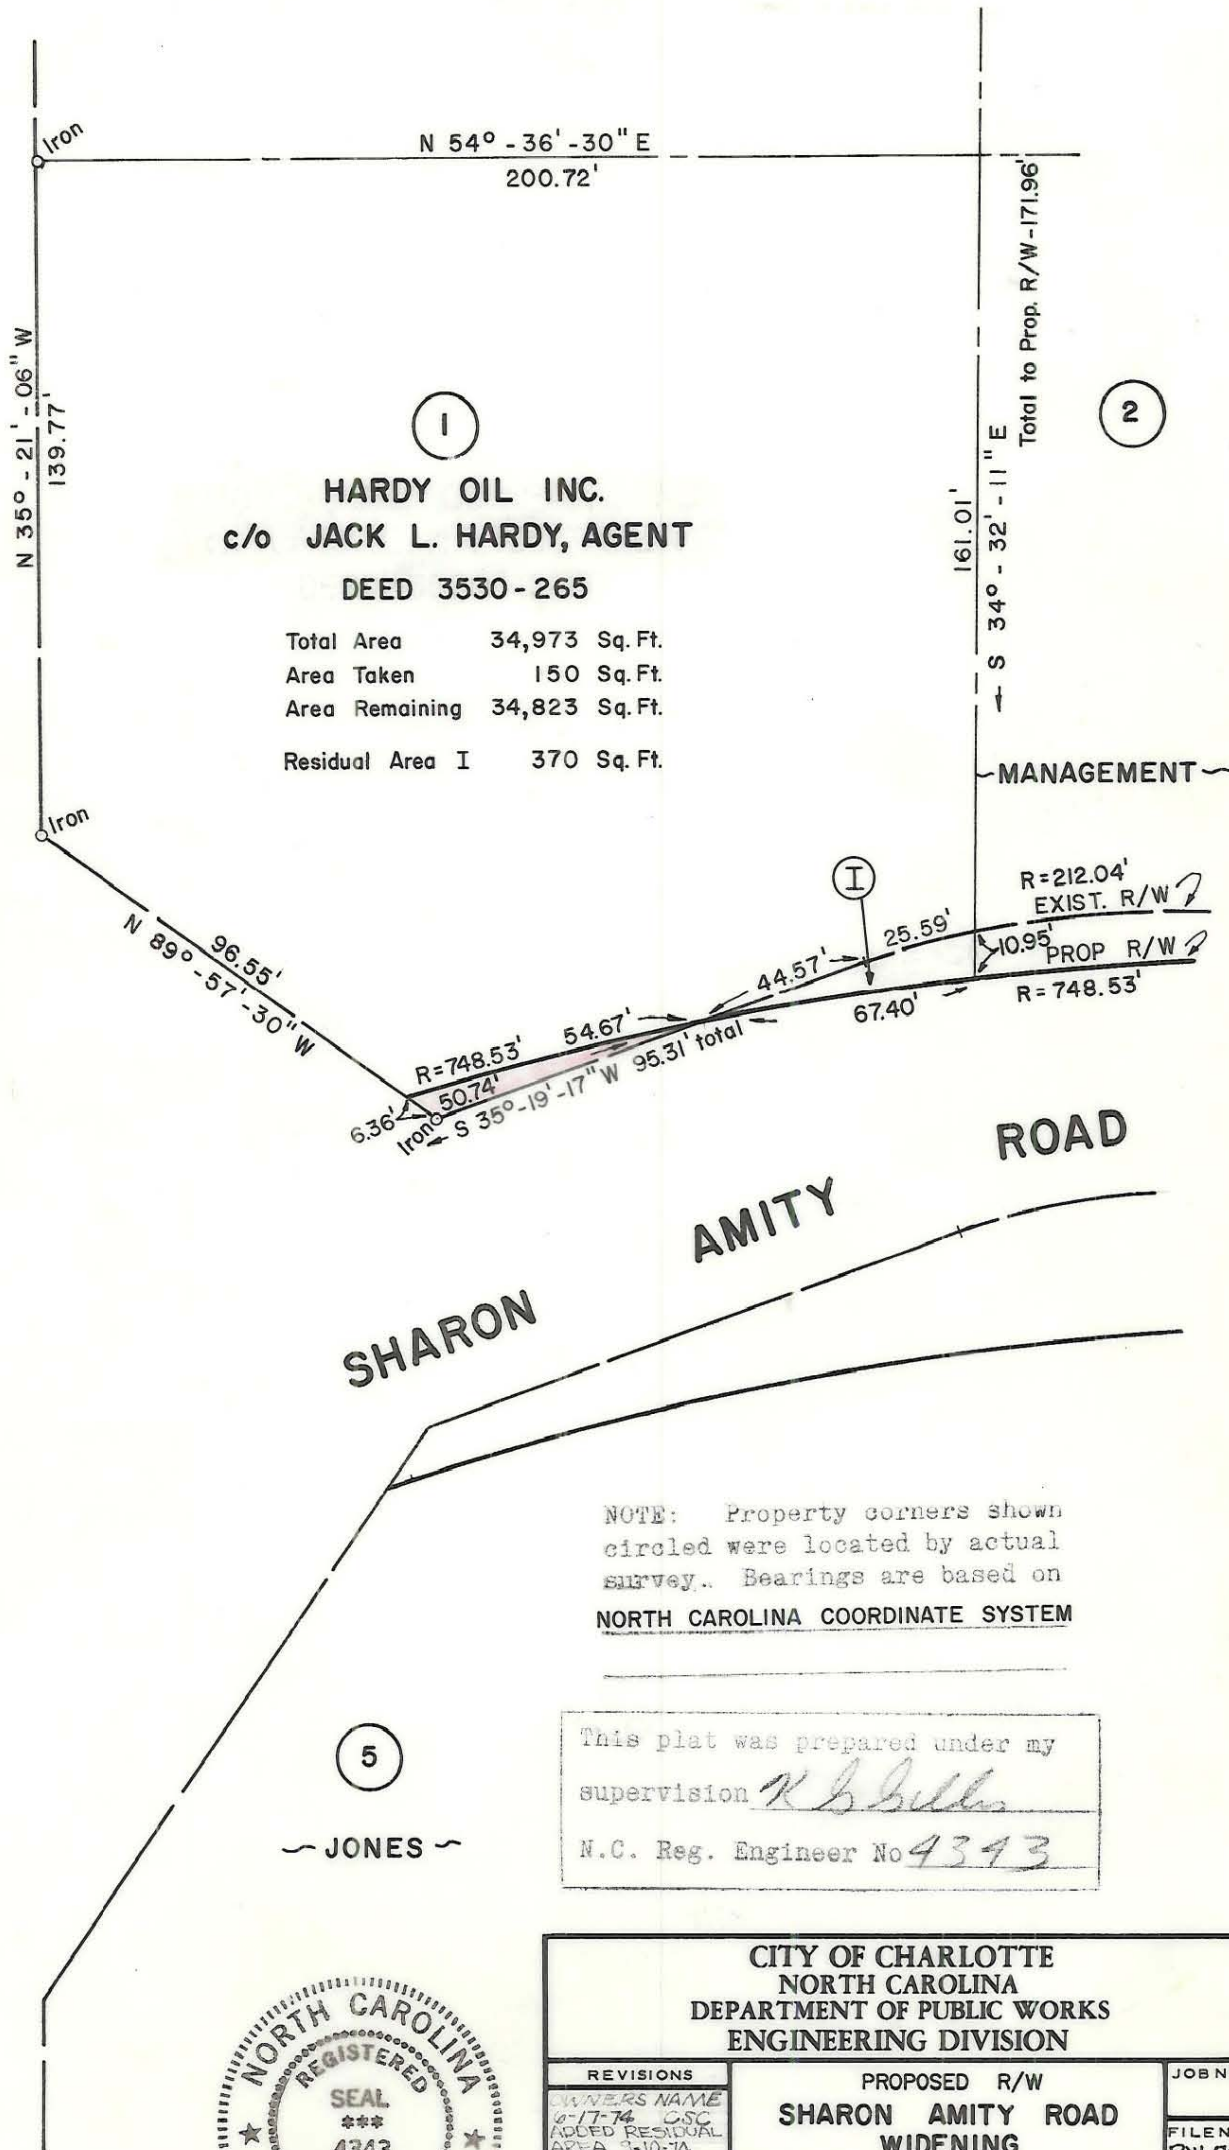 Iron
N 54° - 36' - 30" E
200.72'
Total to Prop. R/W - 171.96'
N 35° - 21' - 06" W
139.77'
1
2
HARDY OIL INC.
c/o JACK L. HARDY, AGENT
DEED 3530 - 265
Total Area 34,973 Sq. Ft.
Area Taken 150 Sq. Ft.
Area Remaining 34,823 Sq. Ft.
Residual Area I 370 Sq. Ft.
161.01'
S 34° - 32' - 11" E
MANAGEMENT
Iron
I
R=212.04'
EXIST. R/W
25.59'
10.95'
PROP R/W
R=748.53'
44.57'
67.40'
N 89° - 57' - 30" W
96.55'
54.67'
R=748.53'
95.31' total
50.74'
6.36'
Iron
S 35° - 19' - 17" W
SHARON AMITY ROAD
NOTE: Property corners shown
circled were located by actual
survey. Bearings are based on
NORTH CAROLINA COORDINATE SYSTEM
5
JONES
This plat was prepared under my
supervision
N.C. Reg. Engineer No 4343
NORTH CAROLINA
REGISTERED
SEAL
***
4343
CITY OF CHARLOTTE
NORTH CAROLINA
DEPARTMENT OF PUBLIC WORKS
ENGINEERING DIVISION
REVISIONS
OWNERS NAME
6-17-74 CSC
ADDED RESIDUAL
AREA 9-10-74
PROPOSED R/W
SHARON AMITY ROAD
WIDENING
JOB N
FILE N